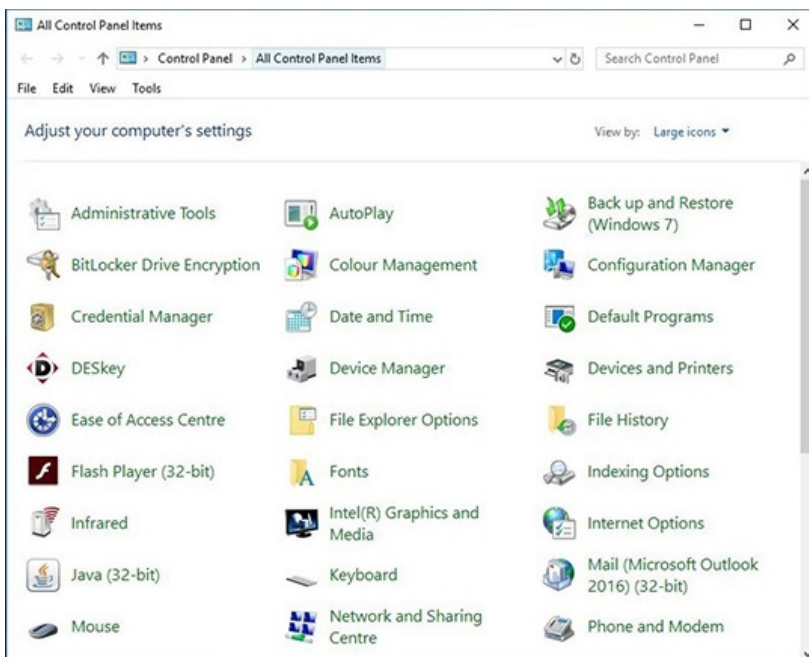 All Control Panel Items
Control Panel > All Control Panel Items
Search Control Panel
File Edit View Tools
Adjust your computer's settings
View by: Large icons
Administrative Tools
AutoPlay
Back up and Restore
(Windows 7)
BitLocker Drive Encryption
Colour Management
Configuration Manager
Credential Manager
Date and Time
Default Programs
DESkey
Device Manager
Devices and Printers
Ease of Access Centre
File Explorer Options
File History
Flash Player (32-bit)
Fonts
Indexing Options
Infrared
Intel(R) Graphics and
Media
Internet Options
Java (32-bit)
Keyboard
Mail (Microsoft Outlook
2016) (32-bit)
Mouse
Network and Sharing
Centre
Phone and Modem